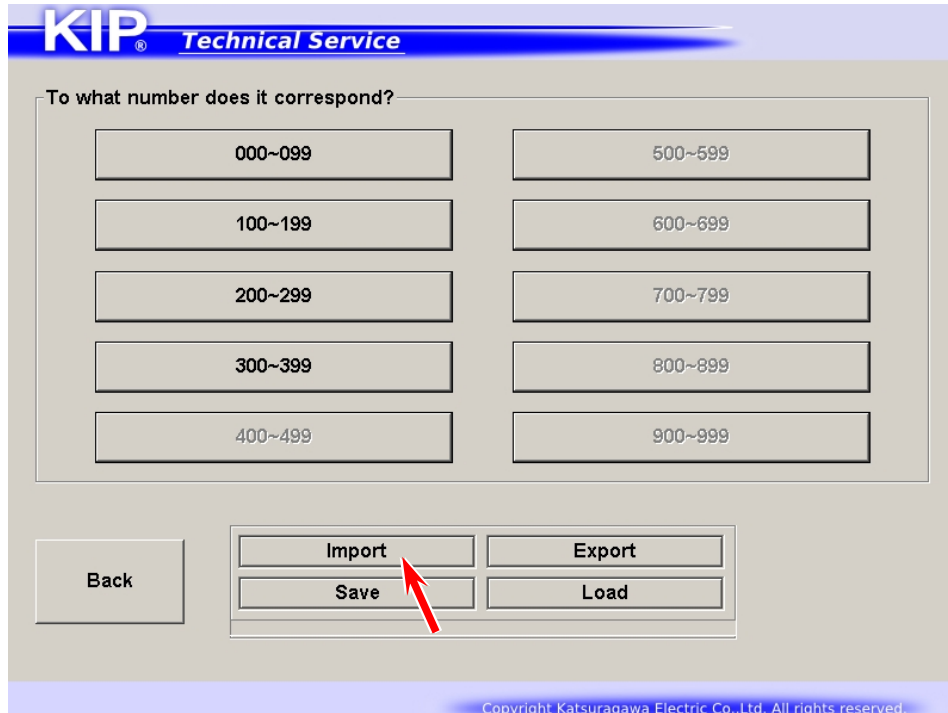 KIP® Technical Service
To what number does it correspond?
000~099
500~599
100~199
600~699
200~299
700~799
300~399
800~899
400~499
900~999
Back
Import
Export
Save
Load
Copyright Katsuragawa Electric Co.,Ltd. All rights reserved.